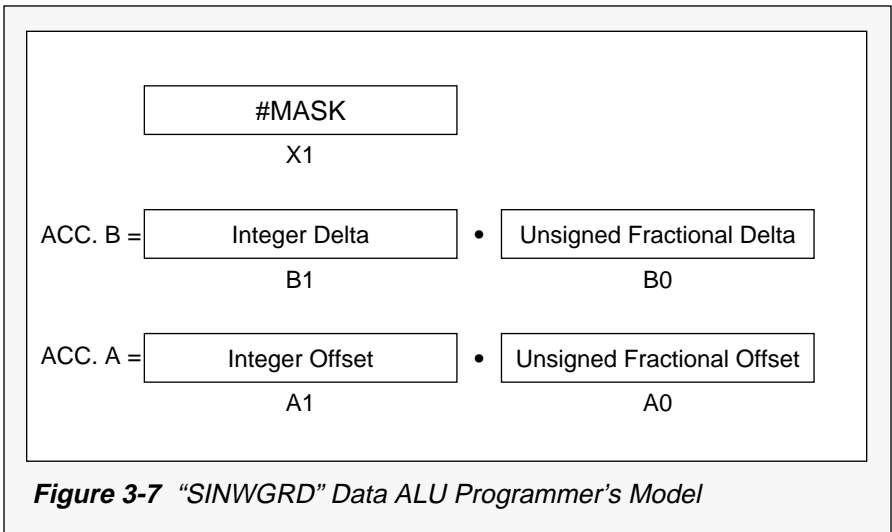 #MASK
X1
ACC. B = Integer Delta • Unsigned Fractional Delta
B1 B0
ACC. A = Integer Offset • Unsigned Fractional Offset
A1 A0
Figure 3-7 “SINWGRD” Data ALU Programmer’s Model